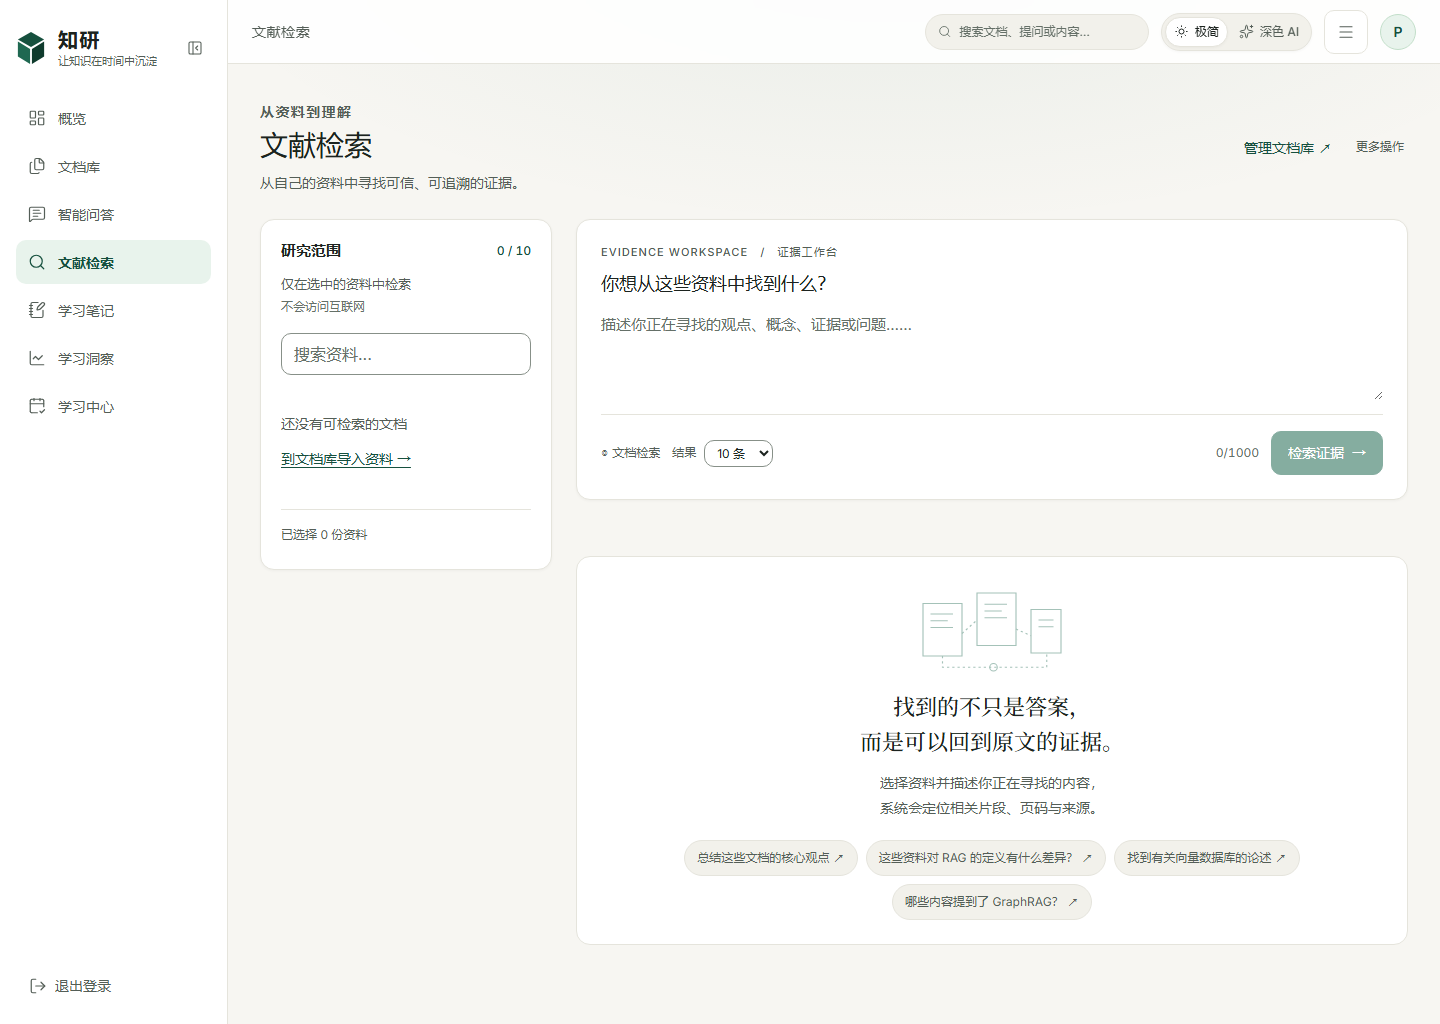 知研
让知识在时间中沉淀
概览
文档库
智能问答
文献检索
学习笔记
学习洞察
学习中心
退出登录
文献检索
搜索文档、提问或内容...
极简
深色 AI
P
从资料到理解
文献检索
从自己的资料中寻找可信、可追溯的证据。
管理文档库 ↗
更多操作
研究范围
0 / 10
仅在选中的资料中检索
不会访问互联网
搜索资料...
还没有可检索的文档
到文档库导入资料 →
已选择 0 份资料
EVIDENCE WORKSPACE / 证据工作台
你想从这些资料中找到什么？
描述你正在寻找的观点、概念、证据或问题……
文档检索 结果 10 条
0/1000
检索证据 →
找到的不只是答案，
而是可以回到原文的证据。
选择资料并描述你正在寻找的内容，
系统会定位相关片段、页码与来源。
总结这些文档的核心观点 ↗
这些资料对 RAG 的定义有什么差异？ ↗
找到有关向量数据库的论述 ↗
哪些内容提到了 GraphRAG？ ↗